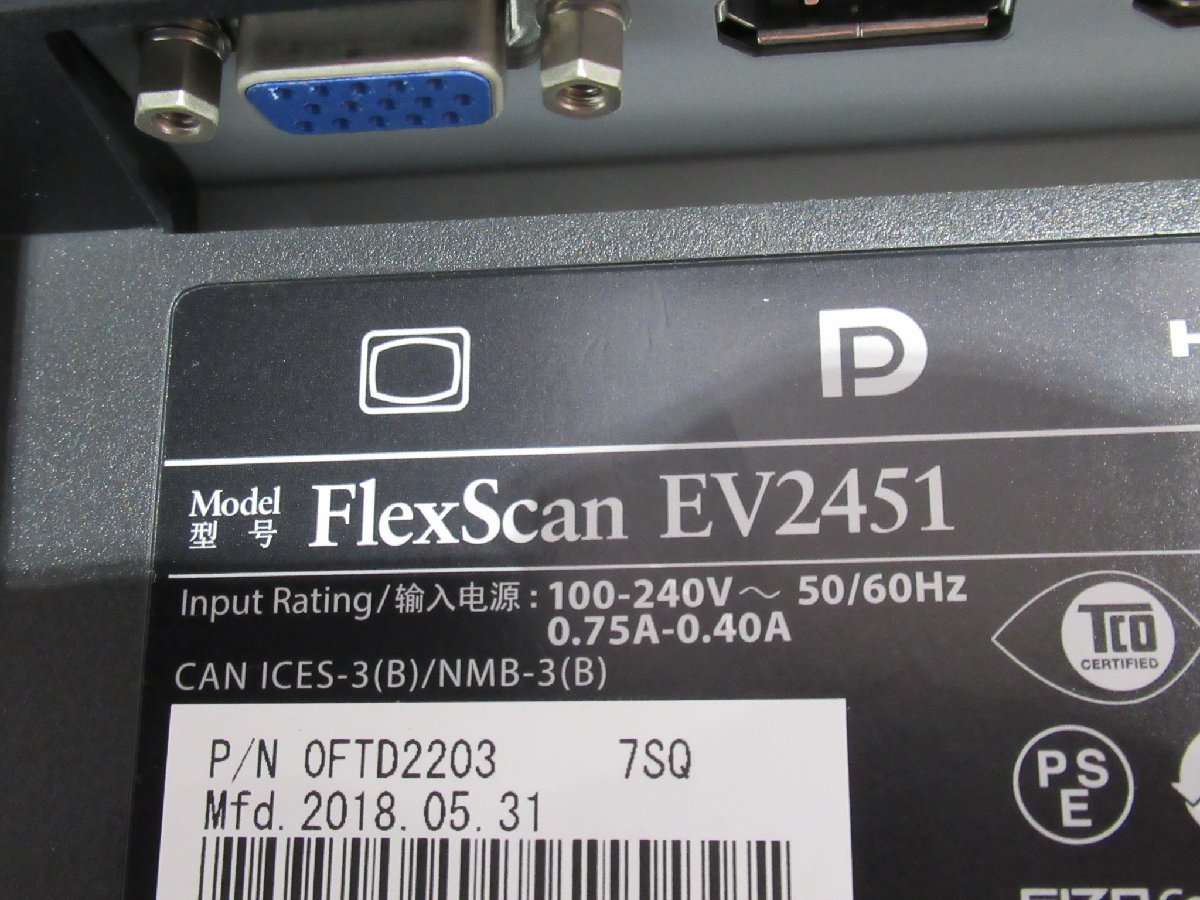 Model
型 号
FlexScan EV2451
Input Rating/输入电源 : 100-240V～ 50/60Hz
0.75A-0.40A
CAN ICES-3(B)/NMB-3(B)
TCO
CERTIFIED
P/N 0FTD2203 7SQ
Mfd. 2018.05.31
PS
E